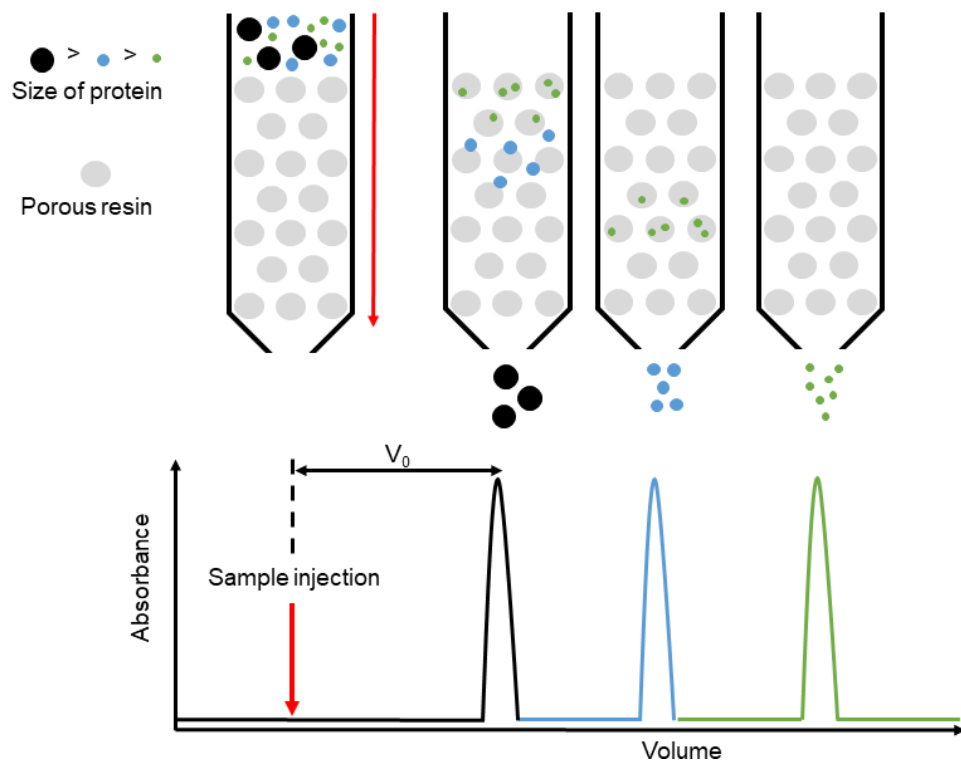 > >
Size of protein
Porous resin
V₀
Sample injection
Absorbance
Volume